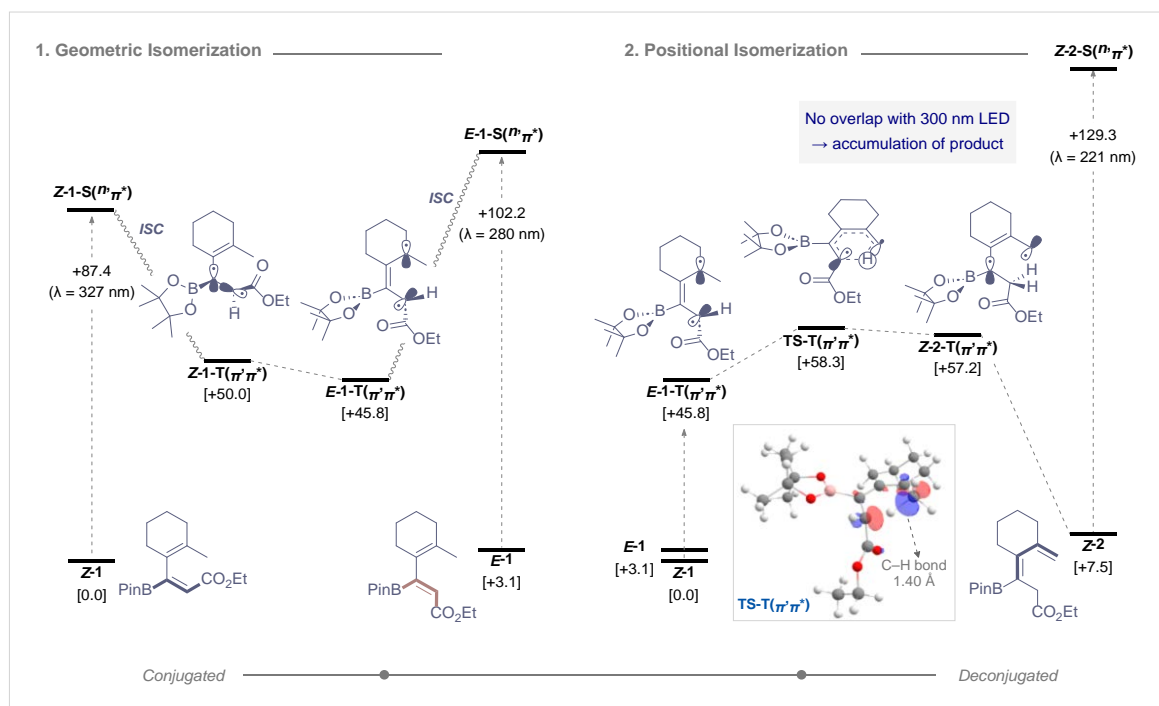 1. Geometric Isomerization
2. Positional Isomerization
Z-2-S(n,π*)
No overlap with 300 nm LED
→ accumulation of product
+129.3
(λ = 221 nm)
E-1-S(n,π*)
Z-1-S(n,π*)
ISC
ISC
+102.2
(λ = 280 nm)
+87.4
(λ = 327 nm)
O
B
O
O
OEt
H
O
B
O
H
O
OEt
O
B
O
H
O
OEt
O
B
O
H
O
OEt
O
B
O
H
H
O
OEt
Z-1-T(π,π*)
[+50.0]
E-1-T(π,π*)
[+45.8]
E-1-T(π,π*)
[+45.8]
TS-T(π,π*)
[+58.3]
Z-2-T(π,π*)
[+57.2]
Z-1
[0.0]
PinB
CO2Et
PinB
CO2Et
E-1
[+3.1]
E-1
[+3.1]
Z-1
[0.0]
C–H bond
1.40 Å
TS-T(π,π*)
PinB
CO2Et
Z-2
[+7.5]
Conjugated
Deconjugated